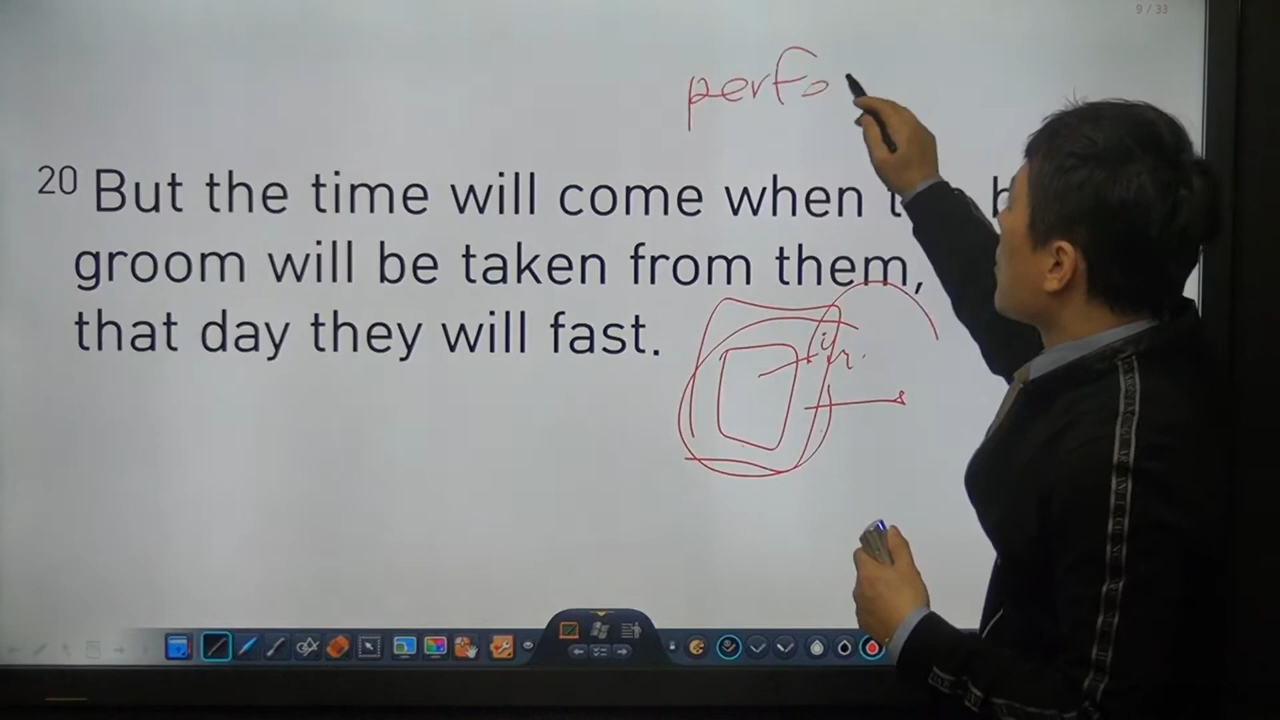 9 / 33
perfo
20 But the time will come when
groom will be taken from them,
that day they will fast.